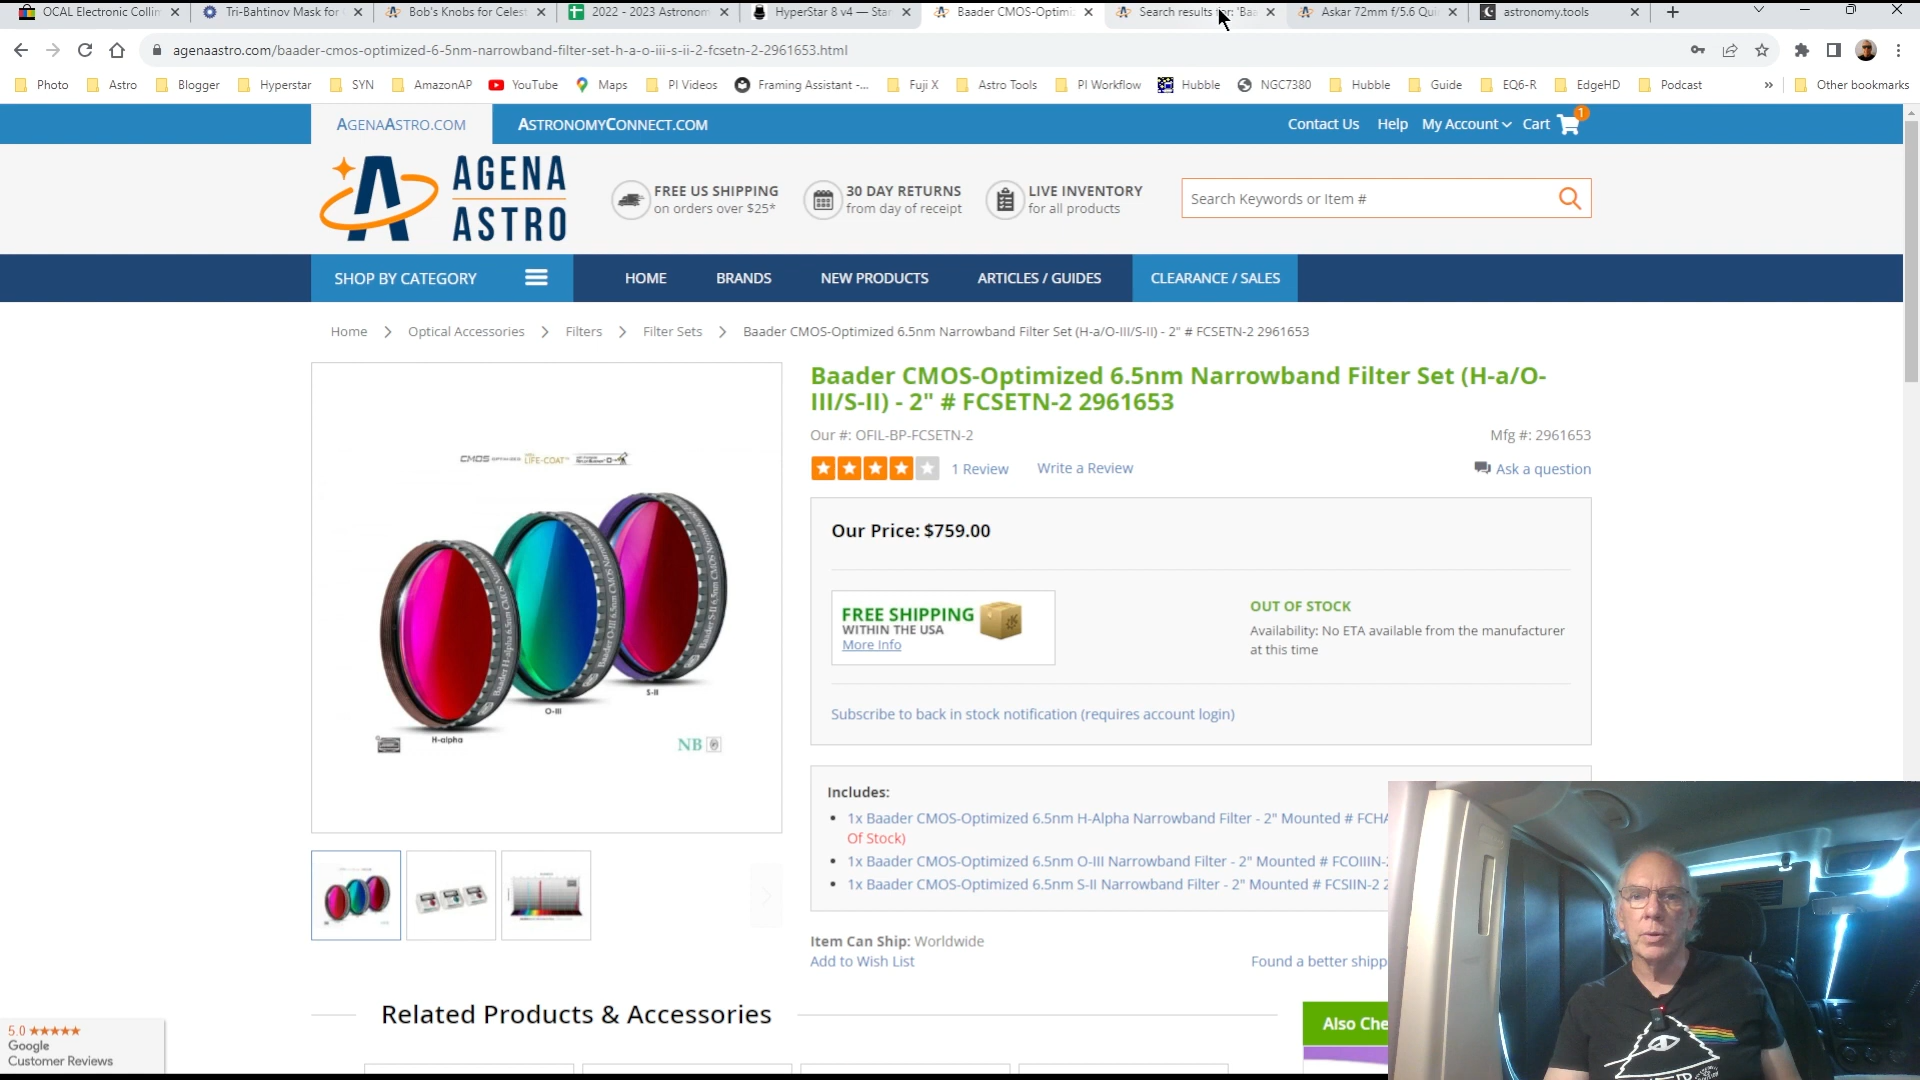 OCAL Electronic Collim
Tri-Bahtinov Mask for
Bob's Knobs for Celest
2022 - 2023 Astronom
HyperStar 8 v4 — Star
Baader CMOS-Optimi
Search results for: 'Baa
Askar 72mm f/5.6 Qui
astronomy.tools
agenaastro.com/baader-cmos-optimized-6-5nm-narrowband-filter-set-h-a-o-iii-s-ii-2-fcsetn-2-2961653.html
Photo Astro Blogger Hyperstar SYN AmazonAP YouTube Maps PI Videos Framing Assistant -... Fuji X Astro Tools PI Workflow Hubble NGC7380 Hubble Guide EQ6-R EdgeHD Podcast » Other bookmarks
AGENAASTRO.COM ASTRONOMYCONNECT.COM Contact Us Help My Account Cart 1
AGENA
ASTRO
FREE US SHIPPING
on orders over $25*
30 DAY RETURNS
from day of receipt
LIVE INVENTORY
for all products
Search Keywords or Item #
SHOP BY CATEGORY HOME BRANDS NEW PRODUCTS ARTICLES / GUIDES CLEARANCE / SALES
Home > Optical Accessories > Filters > Filter Sets > Baader CMOS-Optimized 6.5nm Narrowband Filter Set (H-a/O-III/S-II) - 2" # FCSETN-2 2961653
Baader CMOS-Optimized 6.5nm Narrowband Filter Set (H-a/O-
III/S-II) - 2" # FCSETN-2 2961653
Our #: OFIL-BP-FCSETN-2 Mfg #: 2961653
1 Review Write a Review Ask a question
Our Price: $759.00
FREE SHIPPING
WITHIN THE USA
More Info
OUT OF STOCK
Availability: No ETA available from the manufacturer
at this time
Subscribe to back in stock notification (requires account login)
CMOS OPTIMIZED LIFE-COAT™
S-II
O-III
H-alpha
NB
Includes:
1x Baader CMOS-Optimized 6.5nm H-Alpha Narrowband Filter - 2" Mounted # FCHA
Of Stock)
1x Baader CMOS-Optimized 6.5nm O-III Narrowband Filter - 2" Mounted # FCOIIIN-2
1x Baader CMOS-Optimized 6.5nm S-II Narrowband Filter - 2" Mounted # FCSIIN-2 2
Item Can Ship: Worldwide
Add to Wish List Found a better shipp
Related Products & Accessories
Also Che
5.0 ★★★★★
Google
Customer Reviews